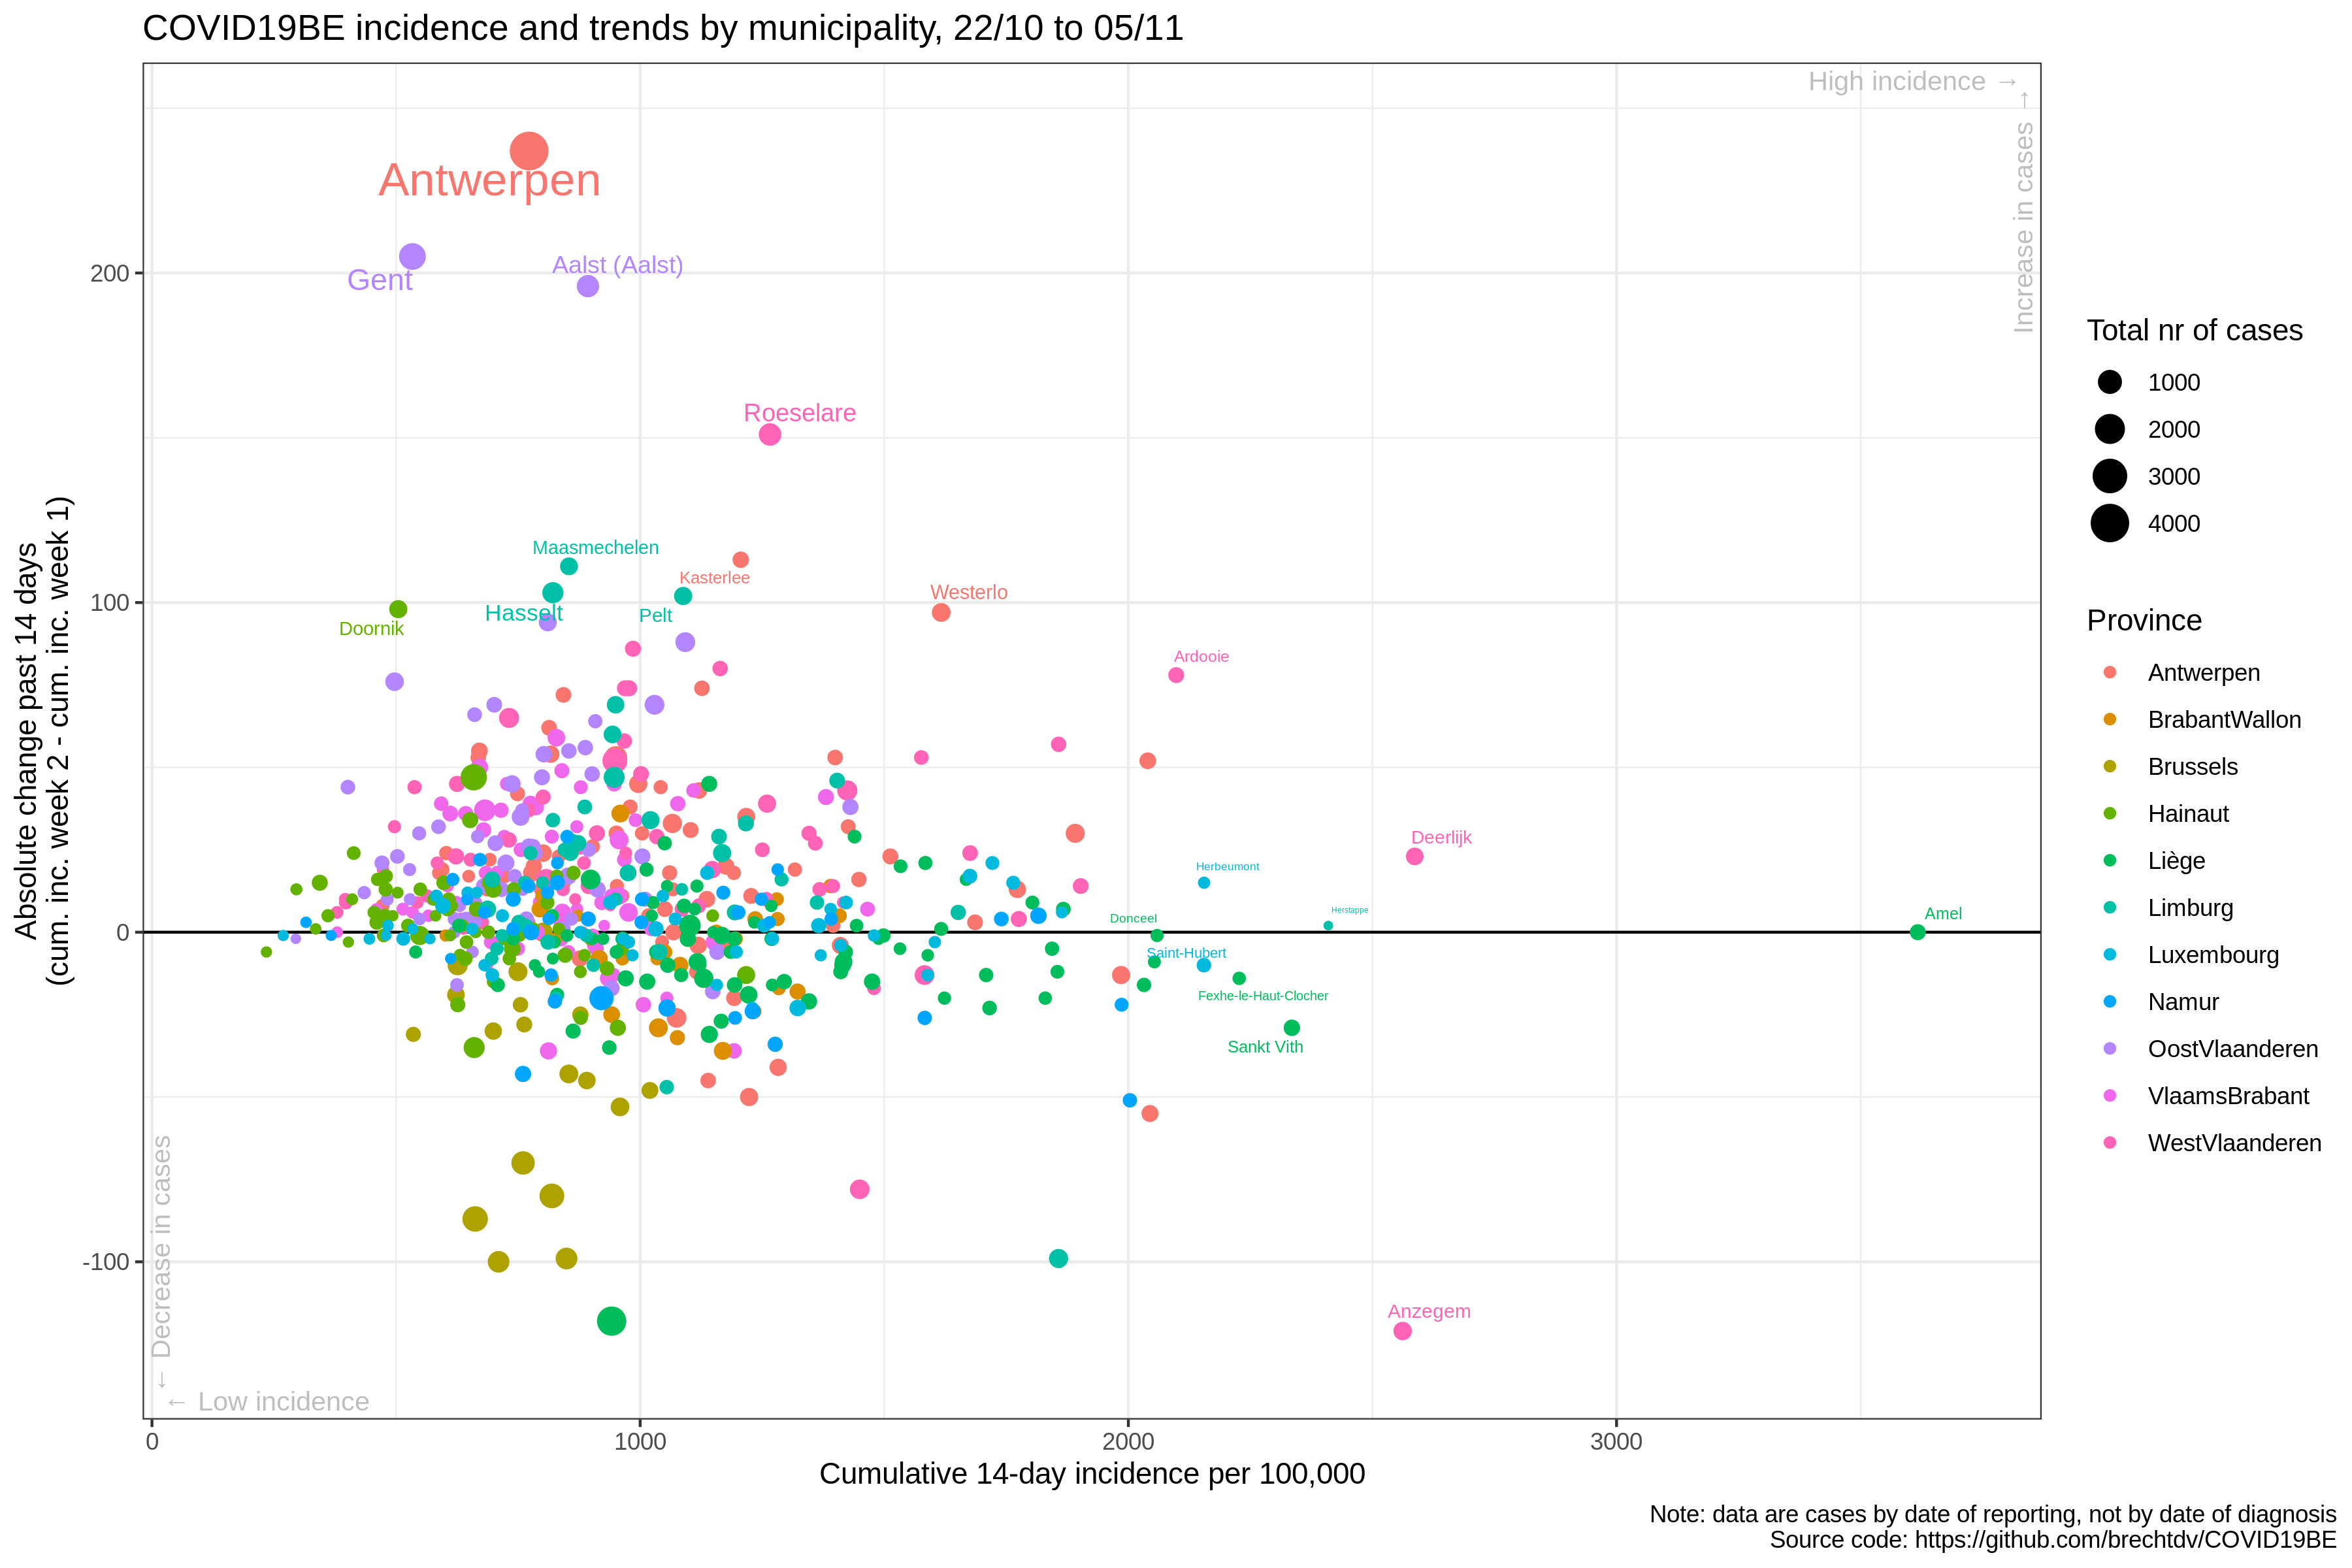 COVID19BE incidence and trends by municipality, 22/10 to 05/11
High incidence →
Increase in cases →
Antwerpen
Gent
Aalst (Aalst)
Roeselare
Maasmechelen
Kasterlee
Hasselt
Pelt
Westerlo
Doornik
Ardooie
Deerlijk
Herbeumont
Herstappe
Donceel
Amel
Saint-Hubert
Fexhe-le-Haut-Clocher
Sankt Vith
Anzegem
← Decrease in cases
← Low incidence
200
100
0
-100
0
1000
2000
3000
Absolute change past 14 days
(cum. inc. week 2 - cum. inc. week 1)
Cumulative 14-day incidence per 100,000
Total nr of cases
1000
2000
3000
4000
Province
Antwerpen
BrabantWallon
Brussels
Hainaut
Liège
Limburg
Luxembourg
Namur
OostVlaanderen
VlaamsBrabant
WestVlaanderen
Note: data are cases by date of reporting, not by date of diagnosis
Source code: https://github.com/brechtdv/COVID19BE